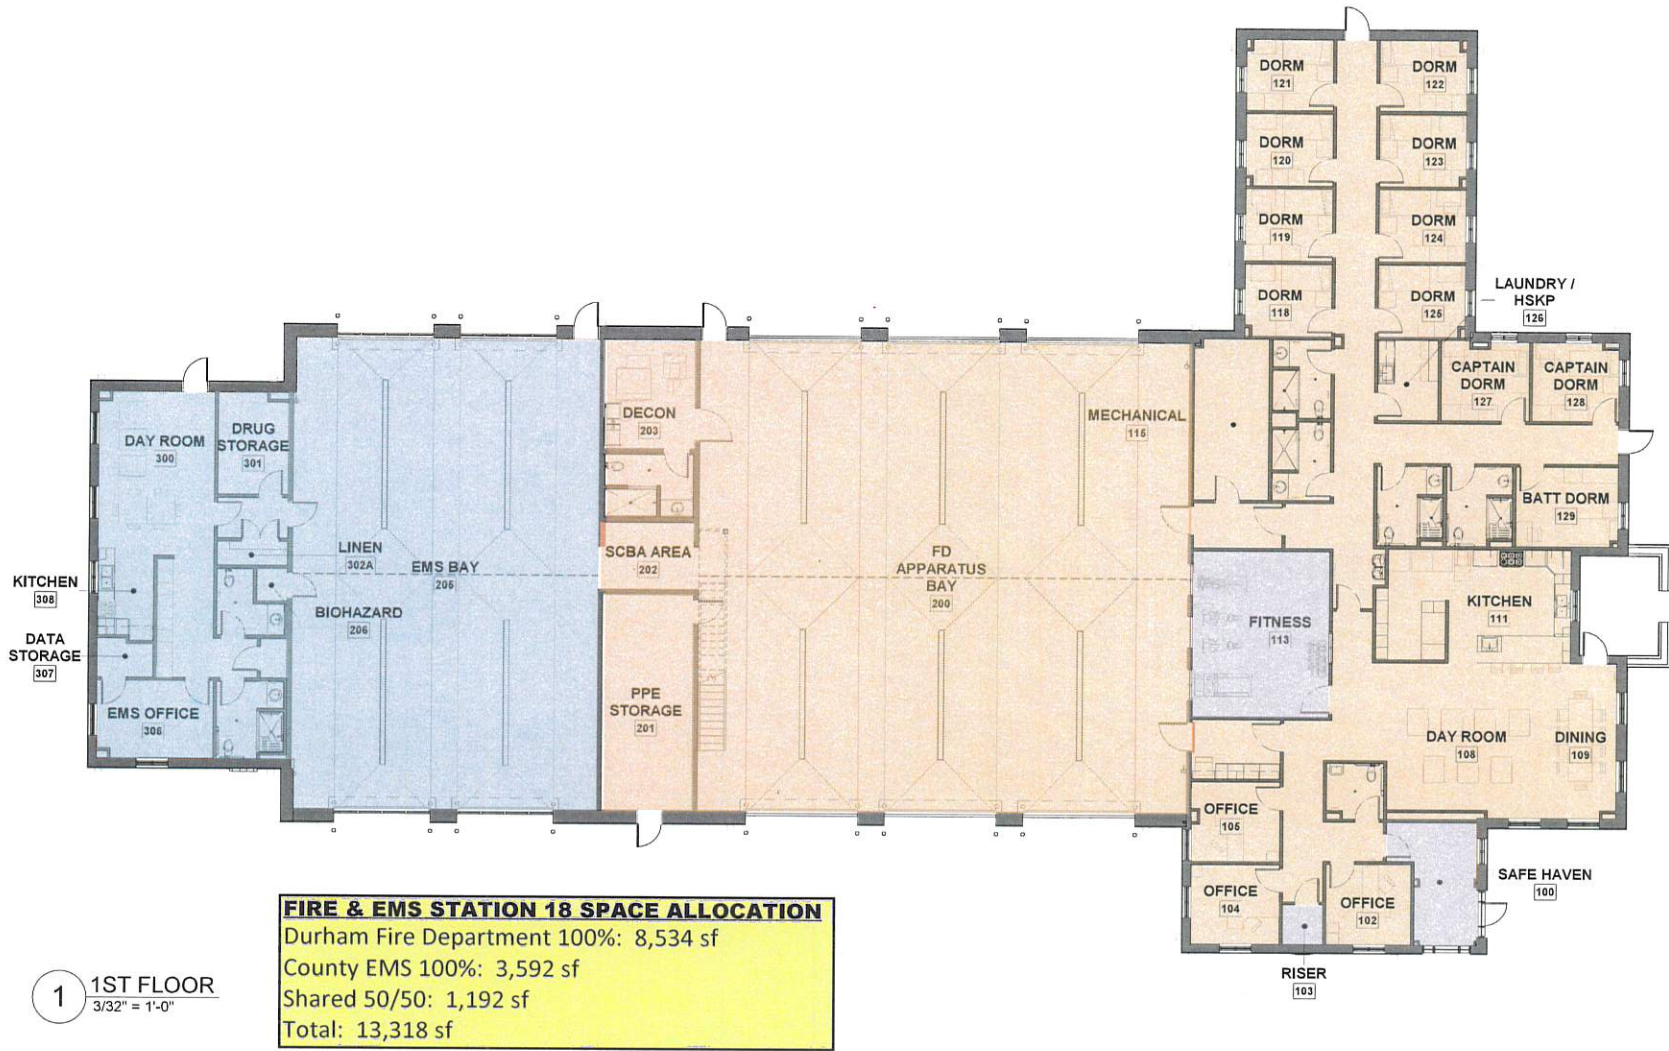 DORM
121
DORM
122
DORM
120
DORM
123
DORM
119
DORM
124
DORM
118
DORM
125
LAUNDRY /
HSKP
126
CAPTAIN
DORM
127
CAPTAIN
DORM
128
DAY ROOM
300
DRUG
STORAGE
301
DECON
203
MECHANICAL
115
BATT DORM
129
LINEN
302A
EMS BAY
205
SCBA AREA
202
FD
APPARATUS
BAY
200
KITCHEN
308
BIOHAZARD
206
FITNESS
113
KITCHEN
111
DATA
STORAGE
307
EMS OFFICE
306
PPE
STORAGE
201
DAY ROOM
108
DINING
109
OFFICE
105
OFFICE
104
OFFICE
102
SAFE HAVEN
100
RISER
103
FIRE & EMS STATION 18 SPACE ALLOCATION
Durham Fire Department 100%: 8,534 sf
County EMS 100%: 3,592 sf
Shared 50/50: 1,192 sf
Total: 13,318 sf
1
1ST FLOOR
3/32" = 1'-0"